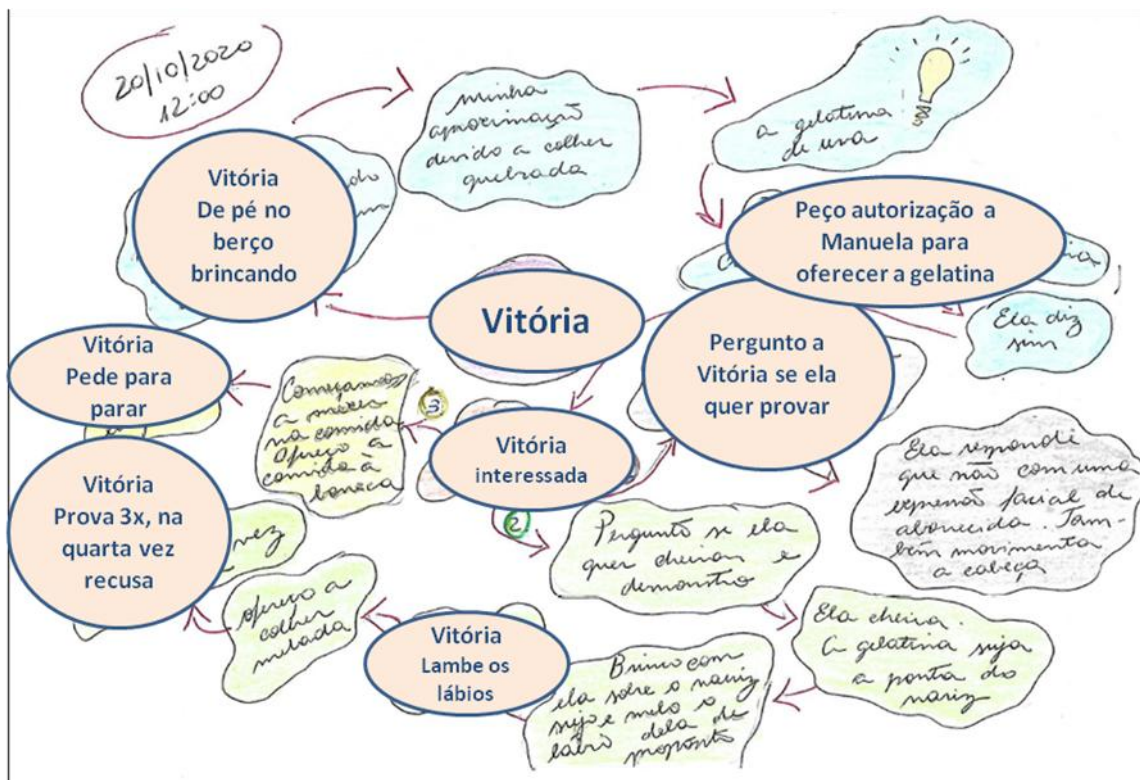 20/10/2020
12:00
Vitória
De pé no
berço
brincando
minha
aproximação
devido a colher
quebrada
a gelatina
de uva
Peço autorização a
Manuela para
oferecer a gelatina
Ela diz
sim
Vitória
Pergunto a
Vitória se ela
quer provar
Ela responde
que não com uma
expressão facial de
aborrecida. Tam-
bém movimenta
a cabeça
Vitória
interessada
2
Pergunto se ela
quer cheirar e
demonstro
Ela cheira.
A gelatina suja
a ponta do
nariz
Brinco com
ela sobre o nariz
sujo e melo o
lábio dela de
propósito
Vitória
Lambe os
lábios
ofereço a
colher
melada
vez
Vitória
Prova 3x, na
quarta vez
recusa
3
Começamos
a mexer
na comida
Ofereço a
comida à
boneca
Vitória
Pede para
parar